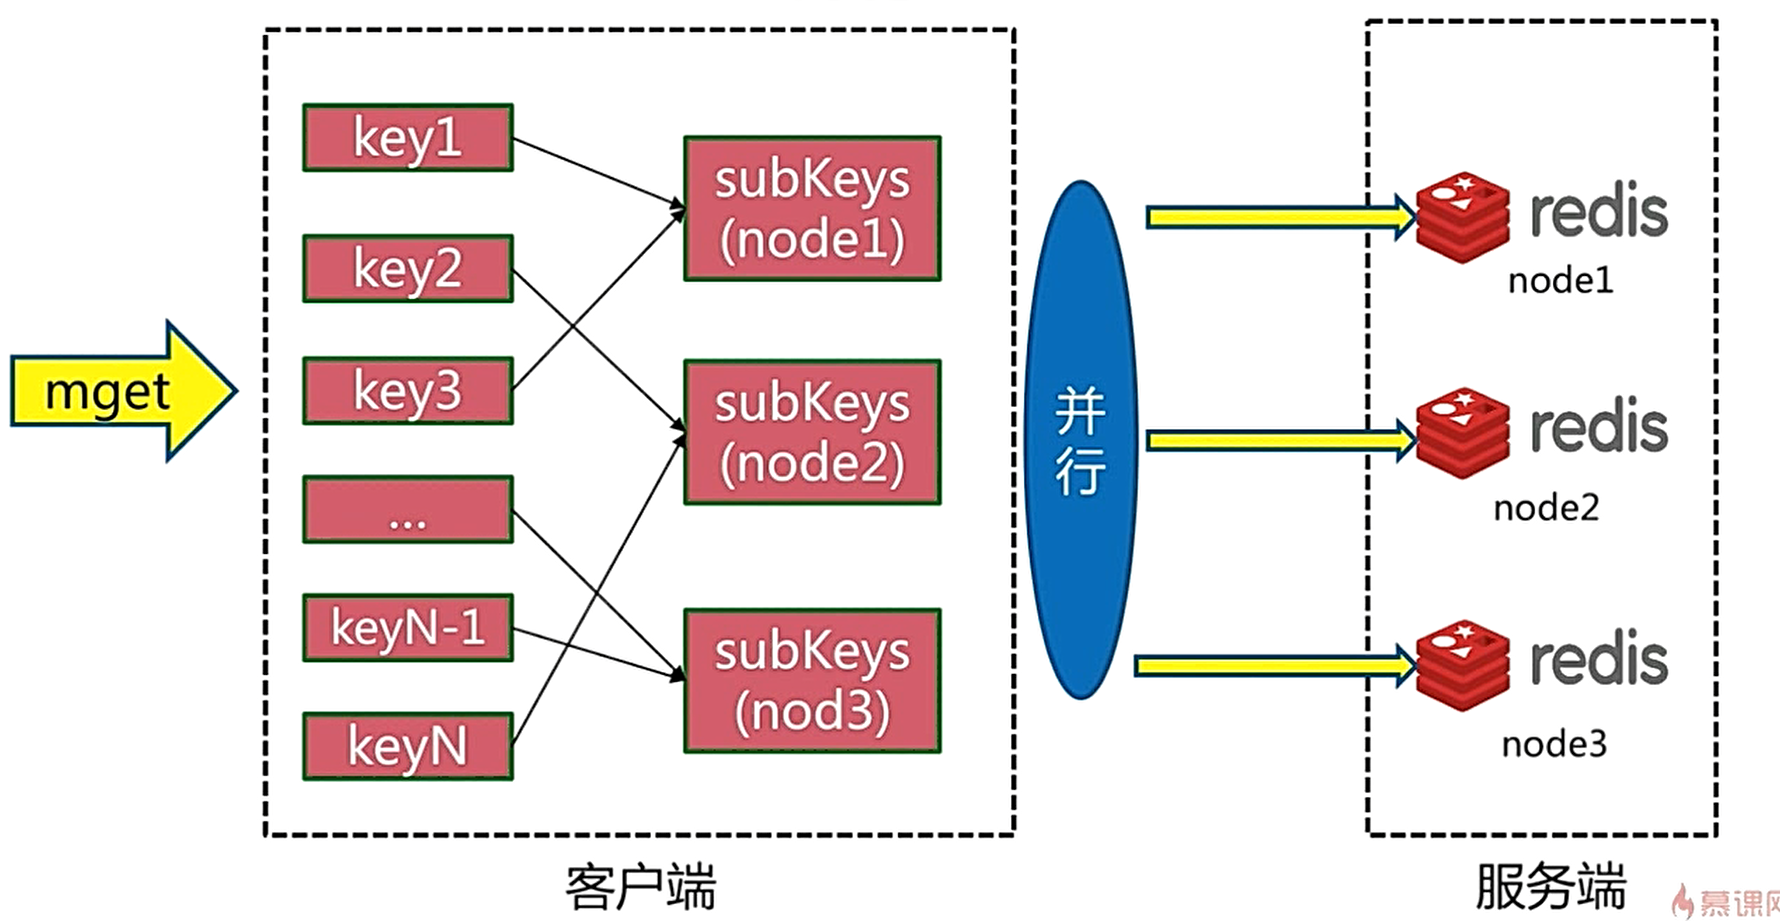 mget
key1
key2
key3
...
keyN-1
keyN
subKeys
(node1)
subKeys
(node2)
subKeys
(nod3)
并
行
redis
node1
redis
node2
redis
node3
客户端
服务端
慕课网